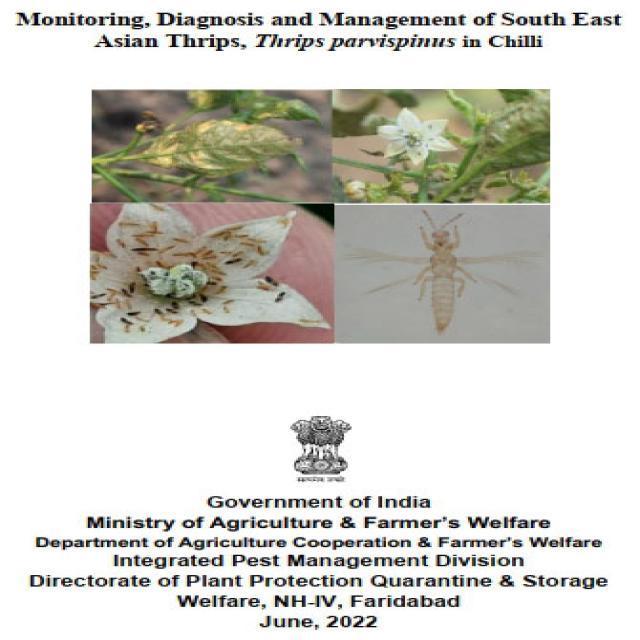 Monitoring, Diagnosis and Management of South East
Asian Thrips, Thrips parvispinus in Chilli
Government of India
Ministry of Agriculture & Farmer's Welfare
Department of Agriculture Cooperation & Farmer's Welfare
Integrated Pest Management Division
Directorate of Plant Protection Quarantine & Storage
Welfare, NH-IV, Faridabad
June, 2022